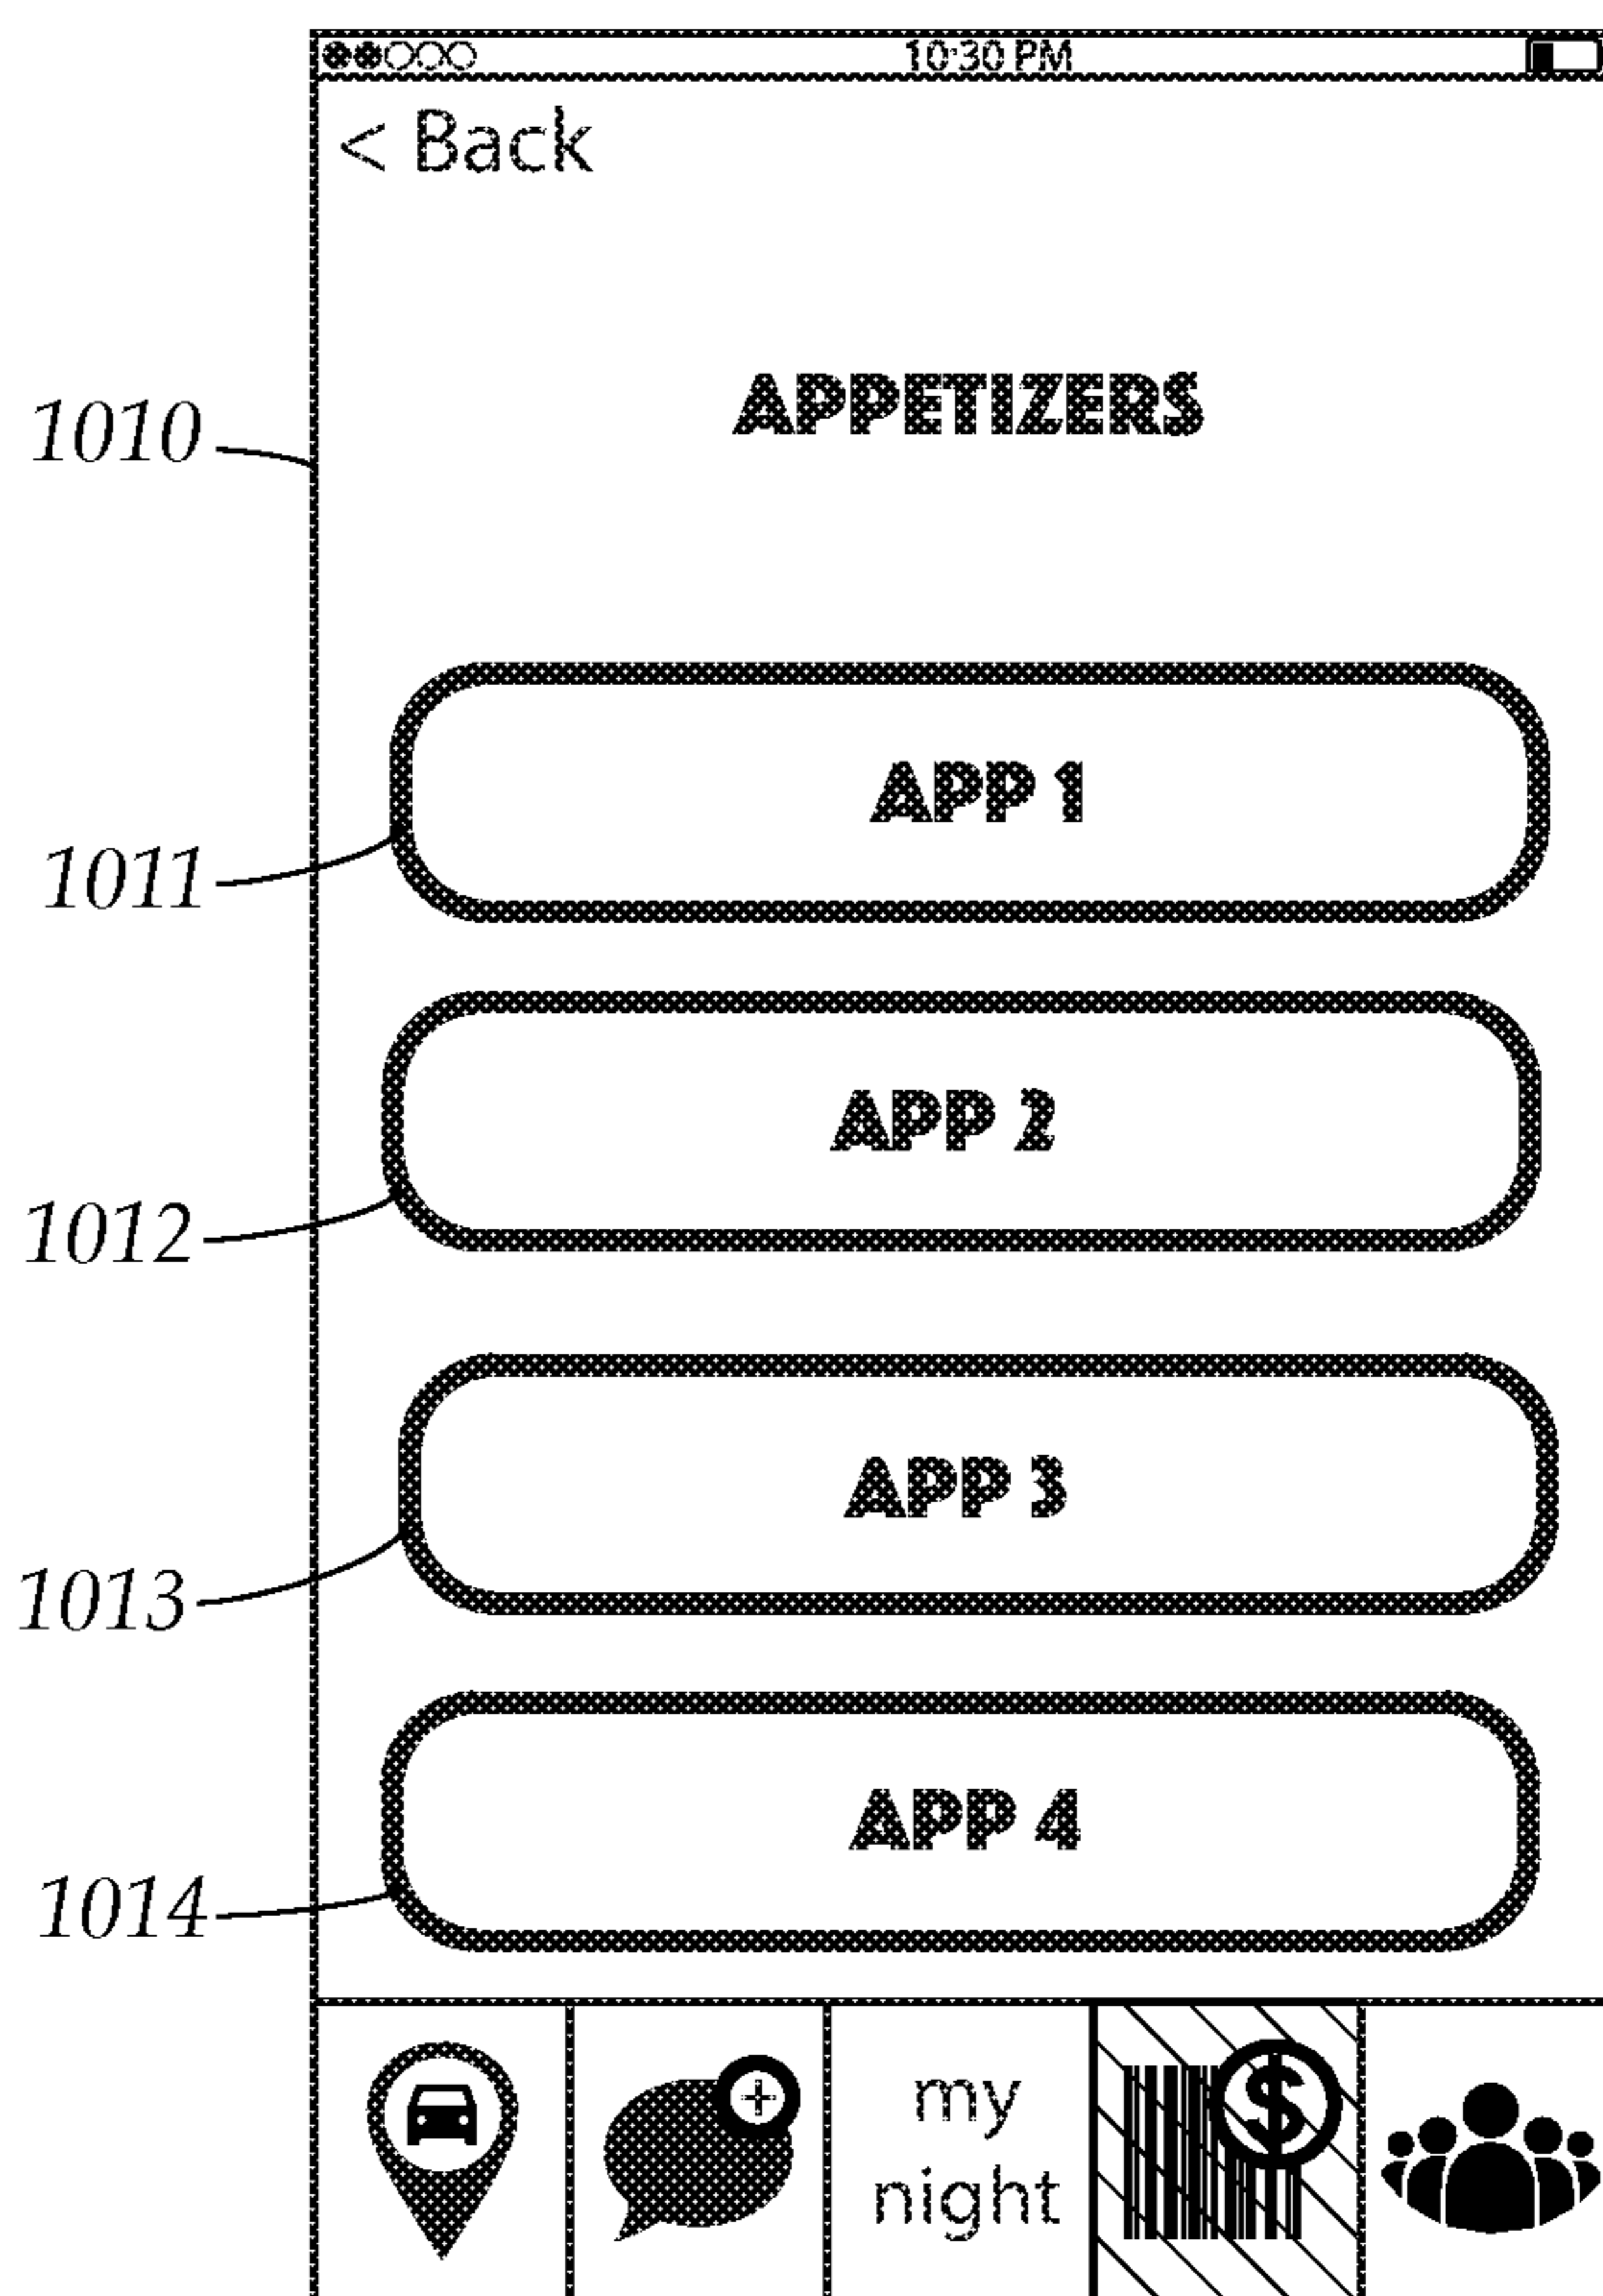 10:30 PM
< Back
APPETIZERS
1010
APP 1
1011
APP 2
1012
APP 3
1013
APP 4
1014
+
my
night
$